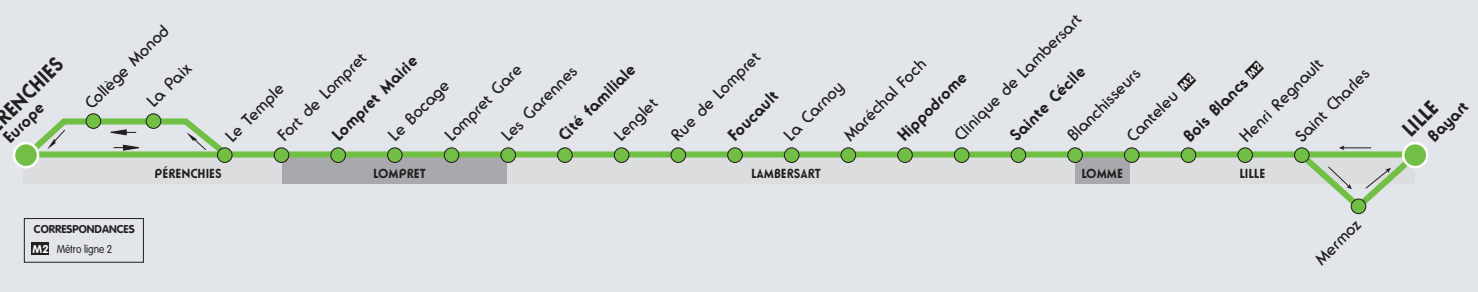 Europe
Collège Monod
La Paix
Le Temple
Fort de Lompret
Lompret Mairie
Le Bocage
Lompret Gare
Les Garennes
Cité familiale
Lenglet
Rue de Lompret
Foucault
La Carnoy
Maréchal Foch
Hippodrome
Clinique de Lambersart
Sainte Cécile
Blanchisseurs
Canteleu M2
Bois Blancs M2
Henri Regnault
Saint Charles
LILLE
Boyart
Mermoz
PÉRENCHIES
LOMPRET
LAMBERSART
LOMME
LILLE
CORRESPONDANCES
M2 Métro ligne 2